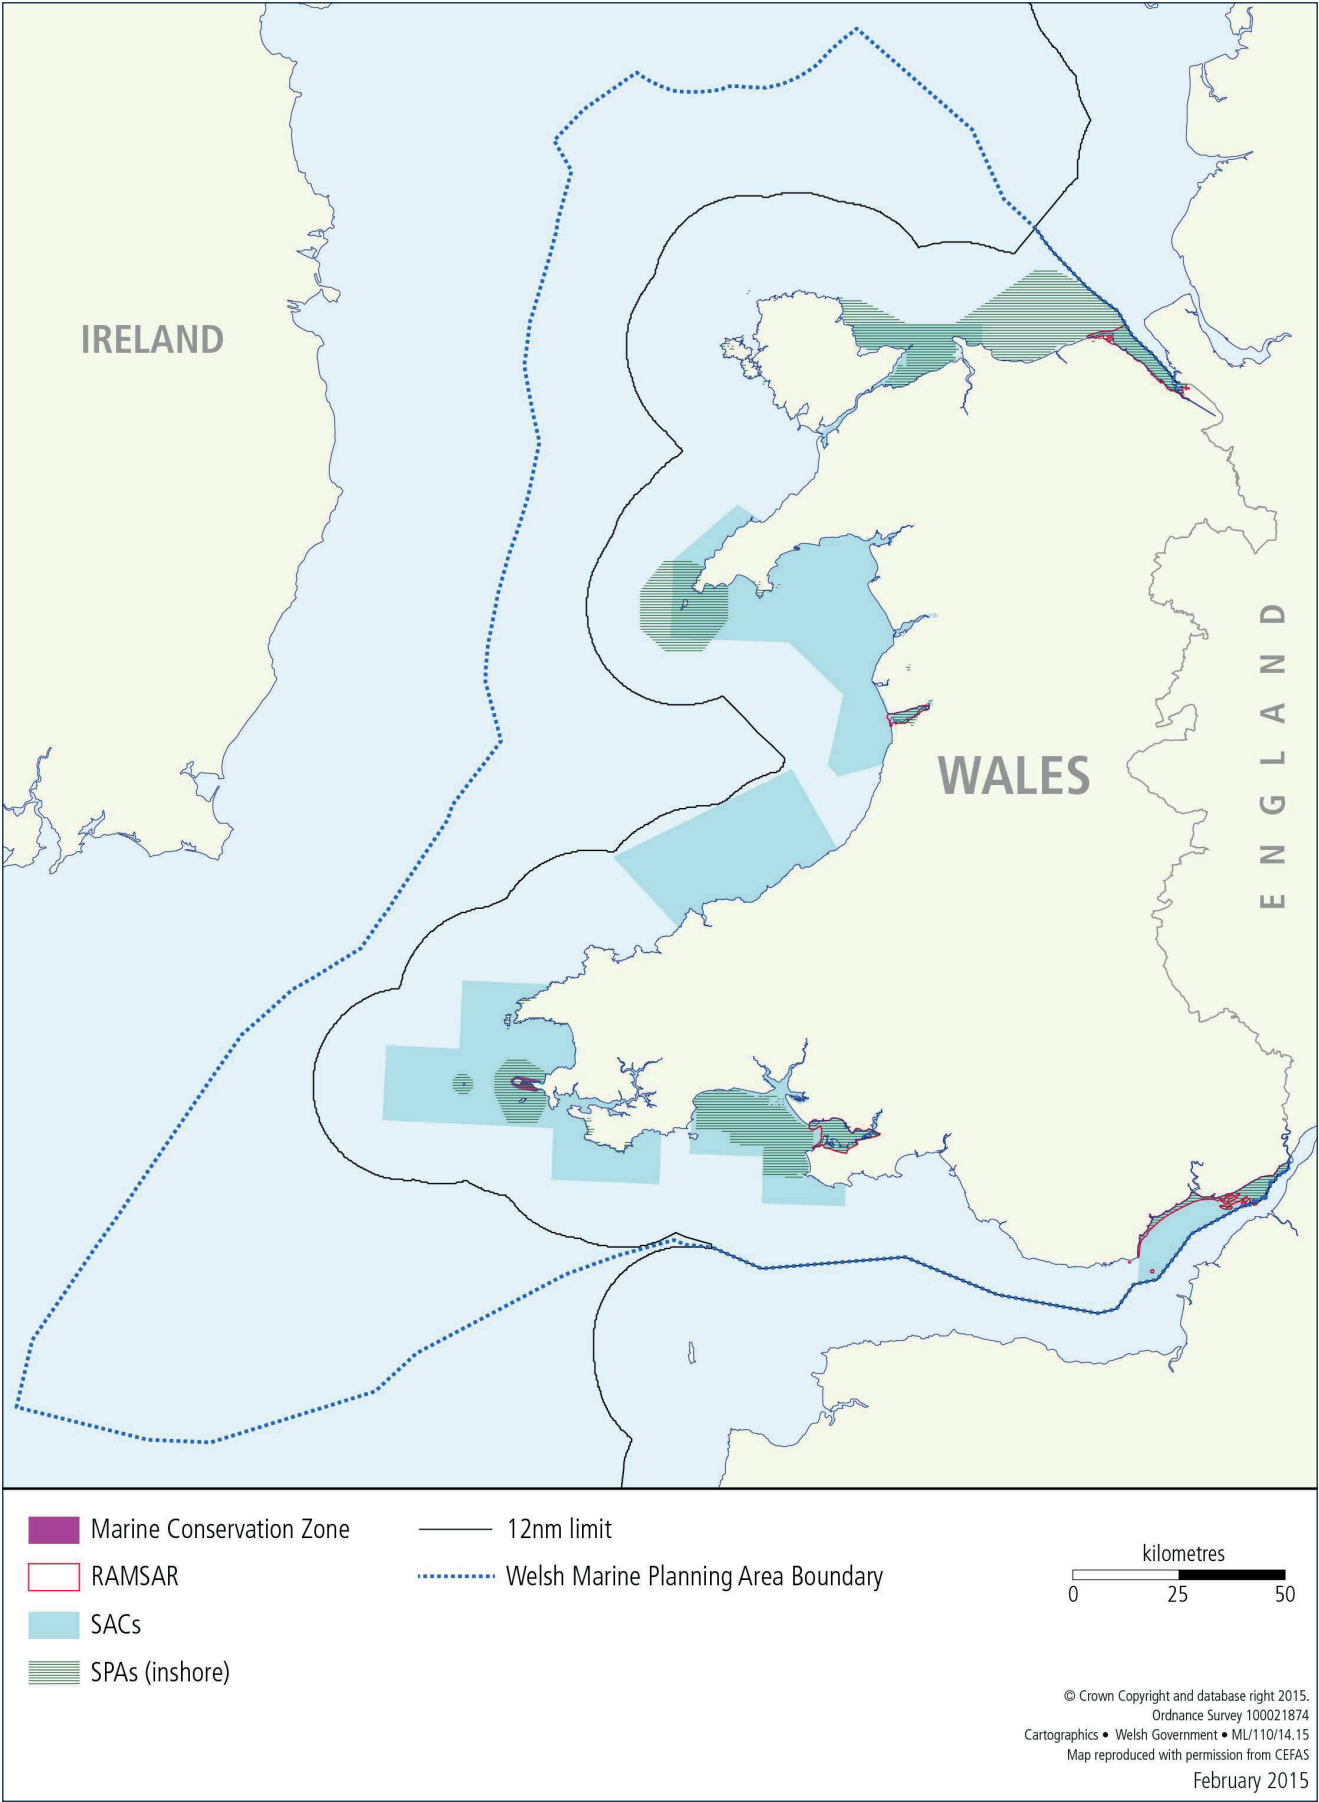 IRELAND
WALES
ENGLAND
Marine Conservation Zone
RAMSAR
SACs
SPAs (inshore)
12nm limit
Welsh Marine Planning Area Boundary
kilometres
0 25 50
© Crown Copyright and database right 2015.
Ordnance Survey 100021874
Cartographics • Welsh Government • ML/110/14.15
Map reproduced with permission from CEFAS
February 2015